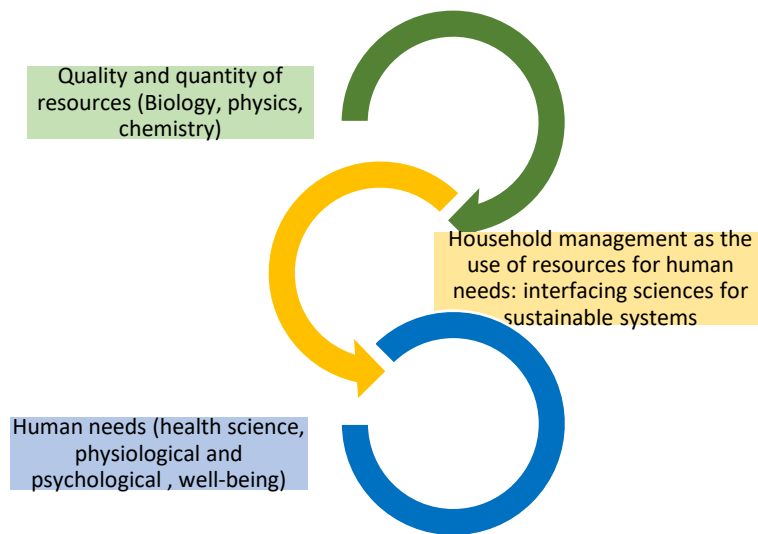 Quality and quantity of
resources (Biology, physics,
chemistry)
Household management as the
use of resources for human
needs: interfacing sciences for
sustainable systems
Human needs (health science,
physiological and
psychological , well-being)